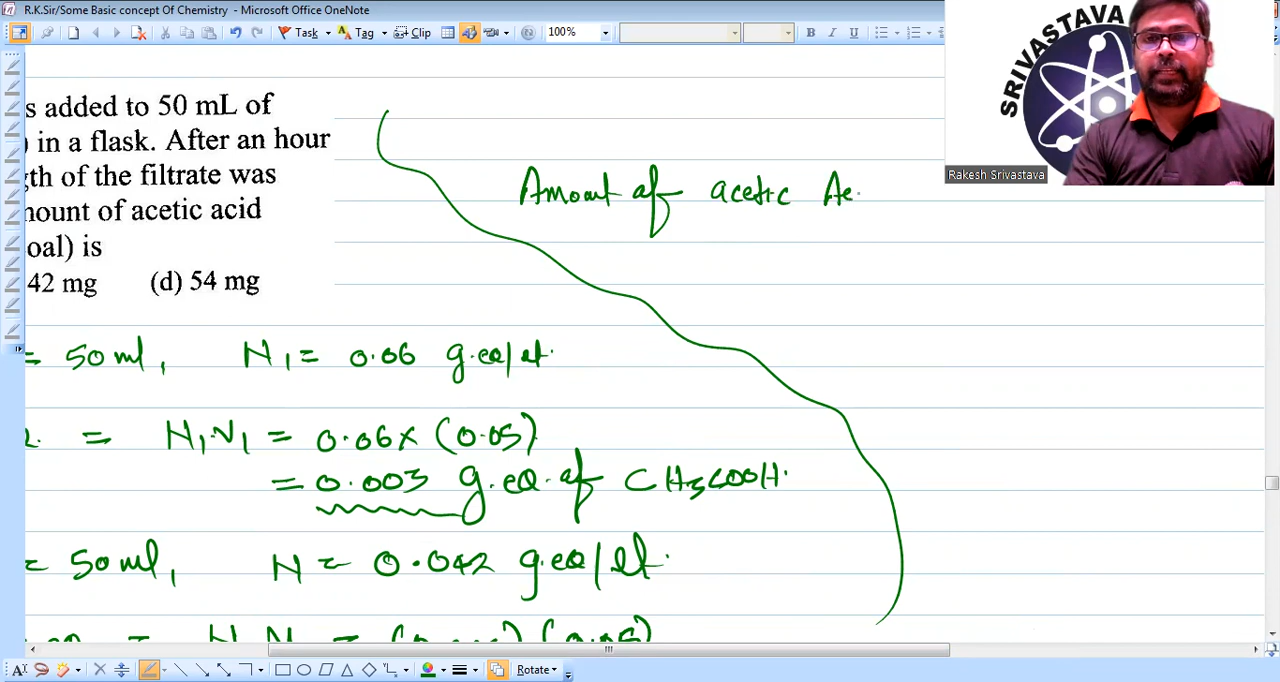 R.K.Sir/Some Basic concept Of Chemistry - Microsoft Office OneNote
Task Tag Clip 100% B I U
SRIVASTAVA
Rakesh Srivastava
s added to 50 mL of
) in a flask. After an hour
gth of the filtrate was
nount of acetic acid
oal) is
42 mg (d) 54 mg
Amount of acetic Ac.
= 50 ml, N1 = 0.06 g.eq/lt.
= N1.V1 = 0.06 × (0.05)
= 0.003 g.eq. of CH3COOH.
= 50 ml, N = 0.042 g.eq/lt.
Rotate